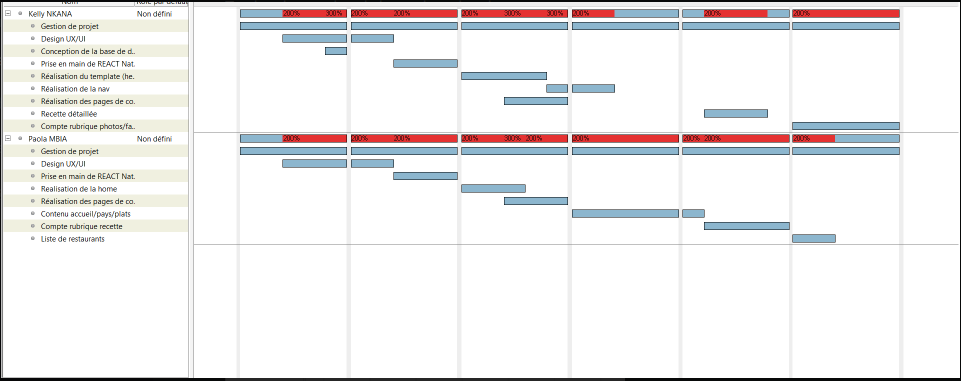 Nom Rôle par défaut
Kelly NKANA Non défini 200% 300% 200% 200% 200% 300% 300% 200% 200% 200%
Gestion de projet
Design UX/UI
Conception de la base de d..
Prise en main de REACT Nat.
Réalisation du template (he.
Réalisation de la nav
Réalisation des pages de co.
Recette détaillée
Compte rubrique photos/fa..
Paola MBIA Non défini 200% 200% 200% 200% 300% 200% 200% 200% 200% 200%
Gestion de projet
Design UX/UI
Prise en main de REACT Nat.
Realisation de la home
Réalisation des pages de co.
Contenu accueil/pays/plats
Compte rubrique recette
Liste de restaurants